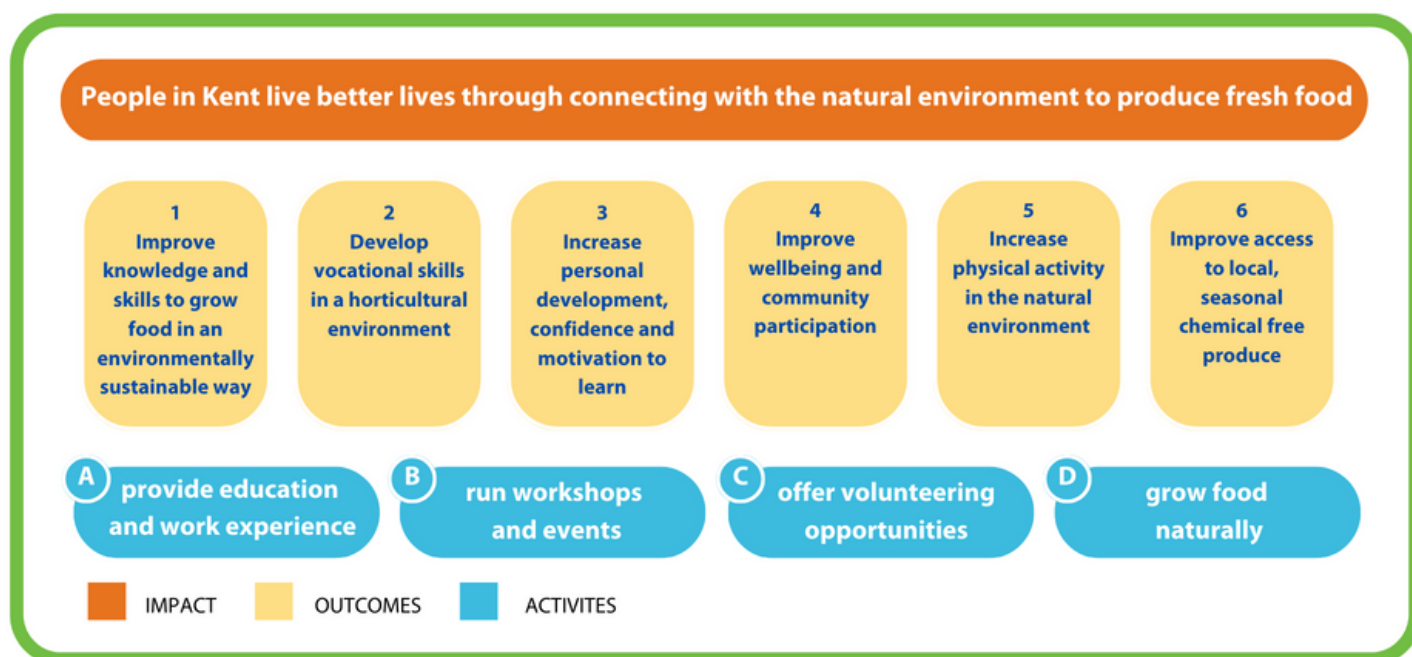 People in Kent live better lives through connecting with the natural environment to produce fresh food
1
Improve
knowledge and
skills to grow
food in an
environmentally
sustainable way
2
Develop
vocational skills
in a horticultural
environment
3
Increase
personal
development,
confidence and
motivation to
learn
4
Improve
wellbeing and
community
participation
5
Increase
physical activity
in the natural
environment
6
Improve access
to local,
seasonal
chemical free
produce
A
provide education
and work experience
B
run workshops
and events
C
offer volunteering
opportunities
D
grow food
naturally
IMPACT
OUTCOMES
ACTIVITES